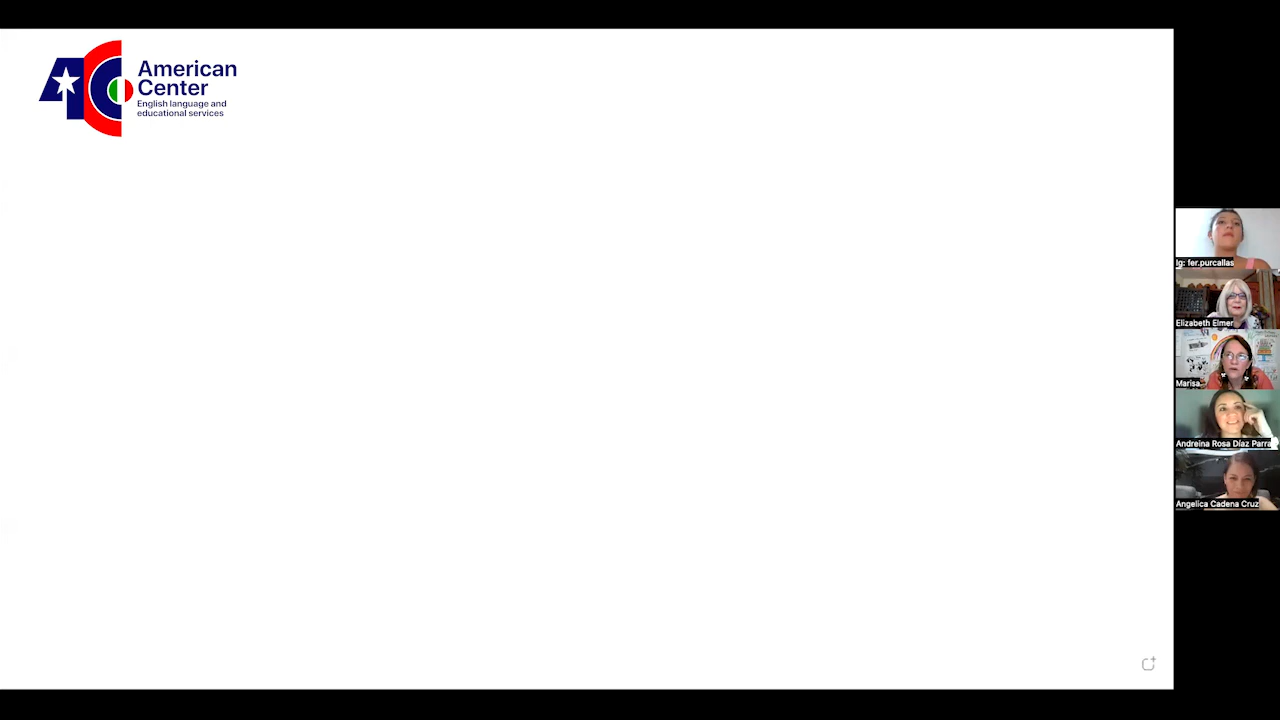 American
Center
English language and
educational services
Ig: fer.purcallas
Elizabeth Elmer
Marisa
Andreina Rosa Díaz Parra
Angelica Cadena Cruz